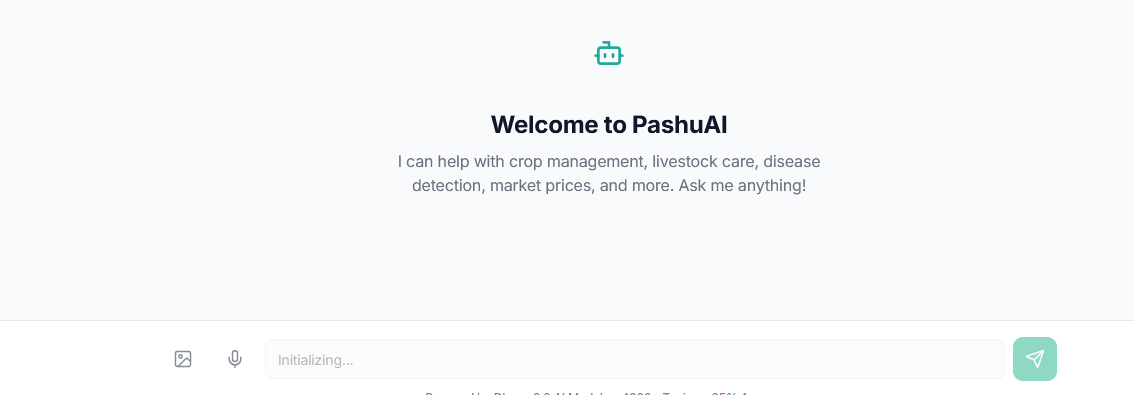 Welcome to PashuAI
I can help with crop management, livestock care, disease
detection, market prices, and more. Ask me anything!
Initializing...